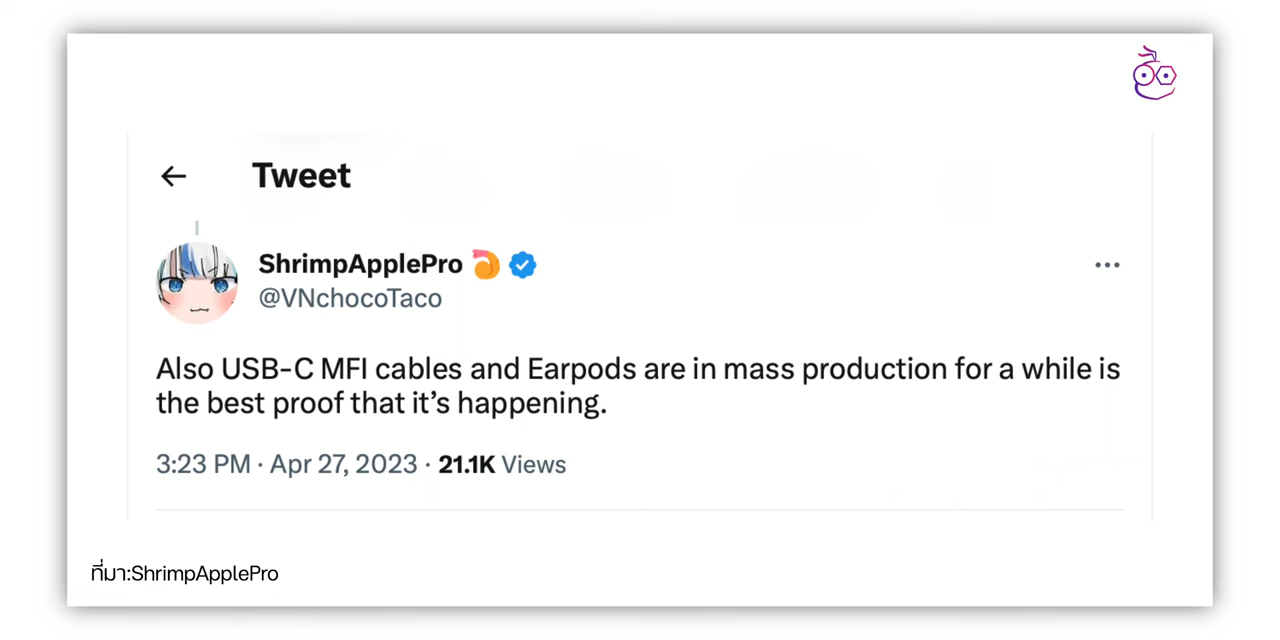 Tweet
ShrimpApplePro 🍤
@VNchocoTaco
Also USB-C MFI cables and Earpods are in mass production for a while is
the best proof that it’s happening.
3:23 PM · Apr 27, 2023 · 21.1K Views
ที่มา:ShrimpApplePro